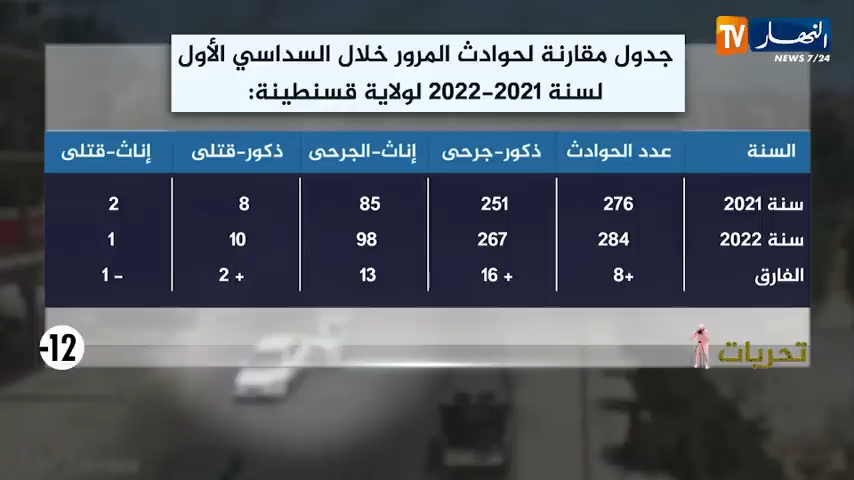 النهار TV
NEWS 7/24
جدول مقارنة لحوادث المرور خلال السداسي الأول
لسنة 2021-2022 لولاية قسنطينة:
السنة عدد الحوادث ذكور-جرحى إناث-الجرحى ذكور-قتلى إناث-قتلى
سنة 2021 276 251 85 8 2
سنة 2022 284 267 98 10 1
الفارق +8 + 16 13 + 2 - 1
-12
تحريات